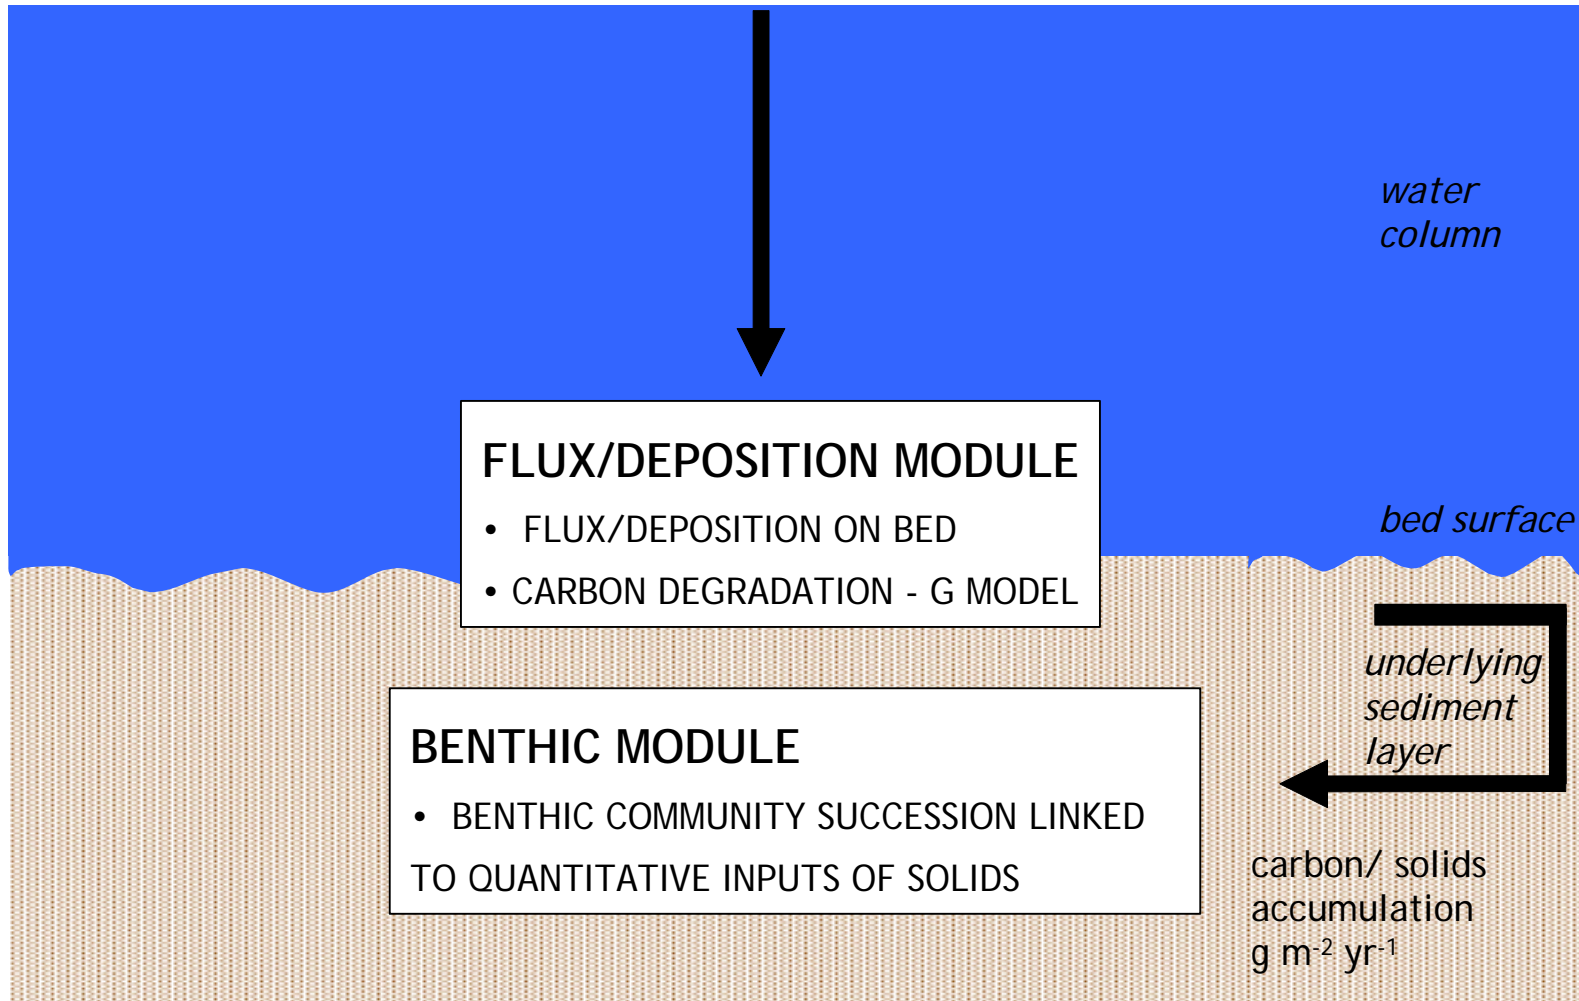 water
column
FLUX/DEPOSITION MODULE
• FLUX/DEPOSITION ON BED
• CARBON DEGRADATION - G MODEL
bed surface
underlying
sediment
layer
BENTHIC MODULE
• BENTHIC COMMUNITY SUCCESSION LINKED
TO QUANTITATIVE INPUTS OF SOLIDS
carbon/ solids
accumulation
g m⁻² yr⁻¹